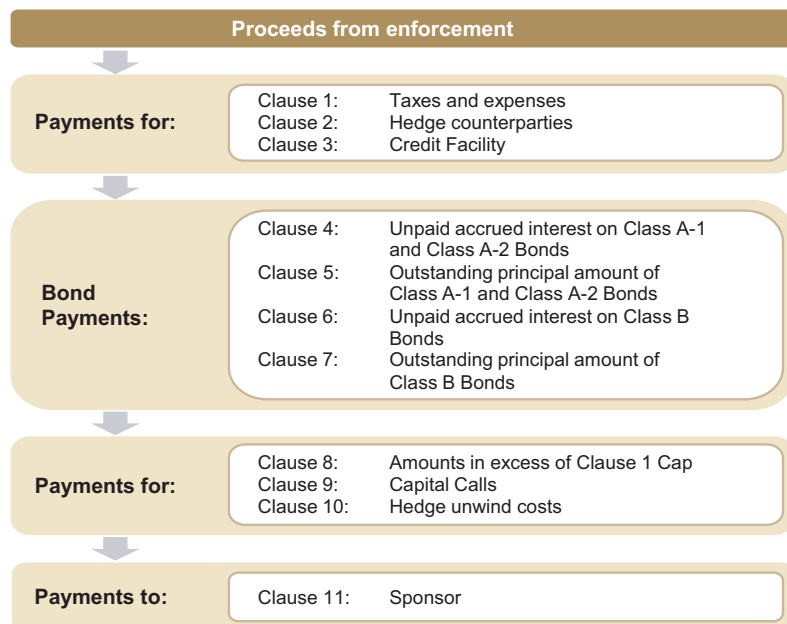 Proceeds from enforcement
Payments for:
Clause 1: Taxes and expenses
Clause 2: Hedge counterparties
Clause 3: Credit Facility
Bond
Payments:
Clause 4: Unpaid accrued interest on Class A-1
and Class A-2 Bonds
Clause 5: Outstanding principal amount of
Class A-1 and Class A-2 Bonds
Clause 6: Unpaid accrued interest on Class B
Bonds
Clause 7: Outstanding principal amount of
Class B Bonds
Payments for:
Clause 8: Amounts in excess of Clause 1 Cap
Clause 9: Capital Calls
Clause 10: Hedge unwind costs
Payments to:
Clause 11: Sponsor